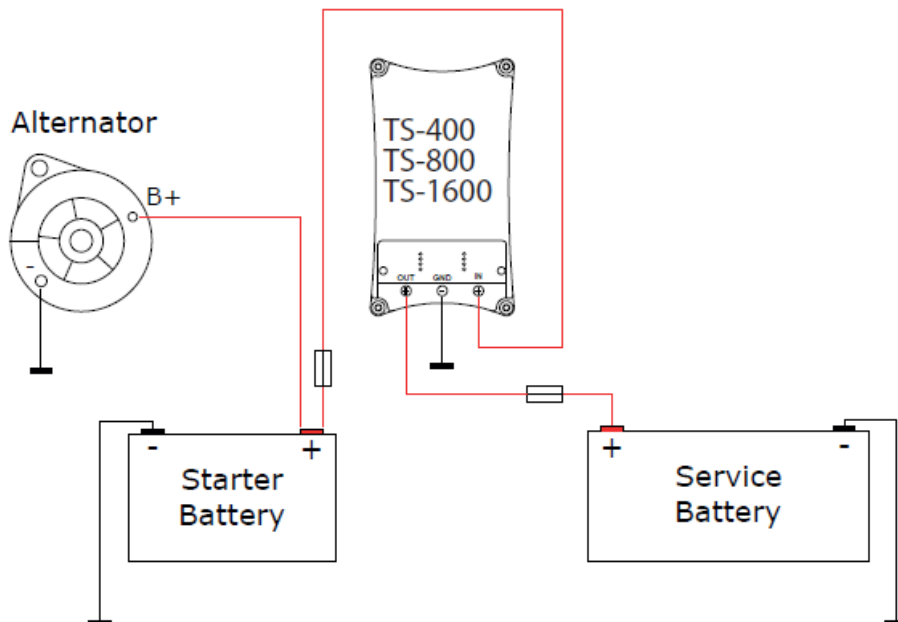 Alternator
B+
-
TS-400
TS-800
TS-1600
OUT GND IN
+ - +
- +
Starter
Battery
+ -
Service
Battery